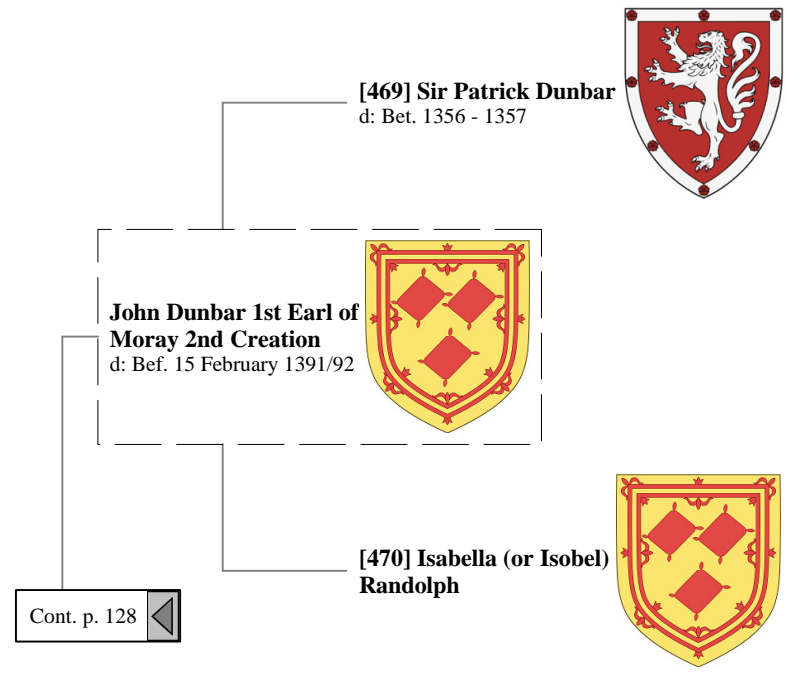 [469] Sir Patrick Dunbar
d: Bet. 1356 - 1357
John Dunbar 1st Earl of
Moray 2nd Creation
d: Bef. 15 February 1391/92
[470] Isabella (or Isobel)
Randolph
Cont. p. 128